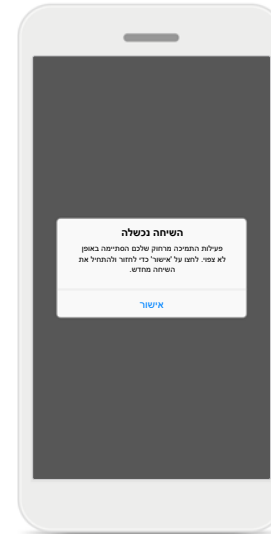 השיחה נכשלה
פעילות התמיכה מרחוק שלכם הסתיימה באופן
לא צפוי. לחצו על 'אישור' כדי לחזור ולהתחיל את
השיחה מחדש.
אישור